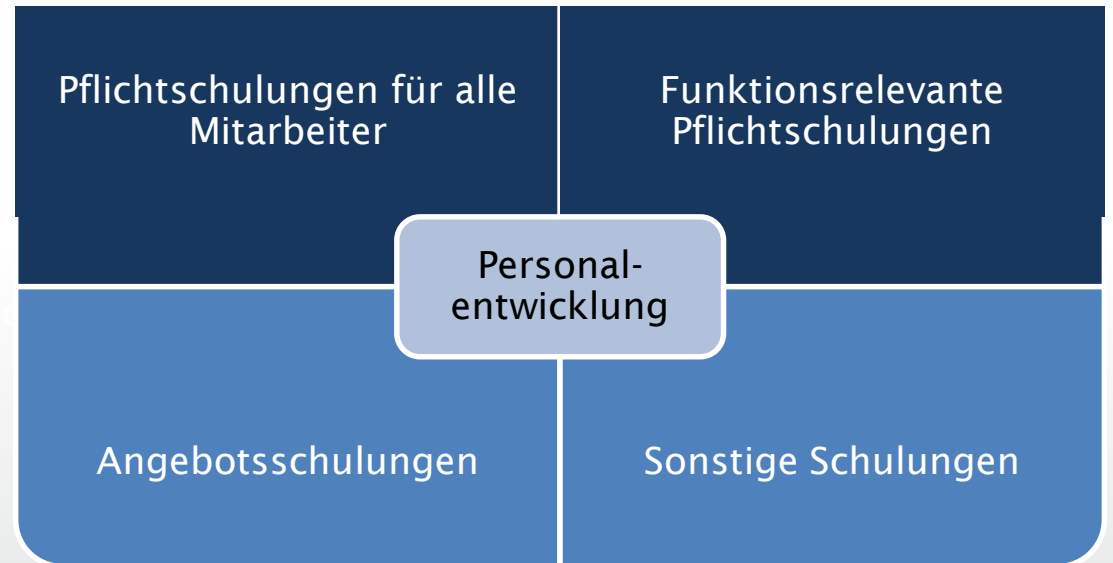 Pflichtschulungen für alle
Mitarbeiter
Funktionsrelevante
Pflichtschulungen
Personal-
entwicklung
Angebotsschulungen
Sonstige Schulungen